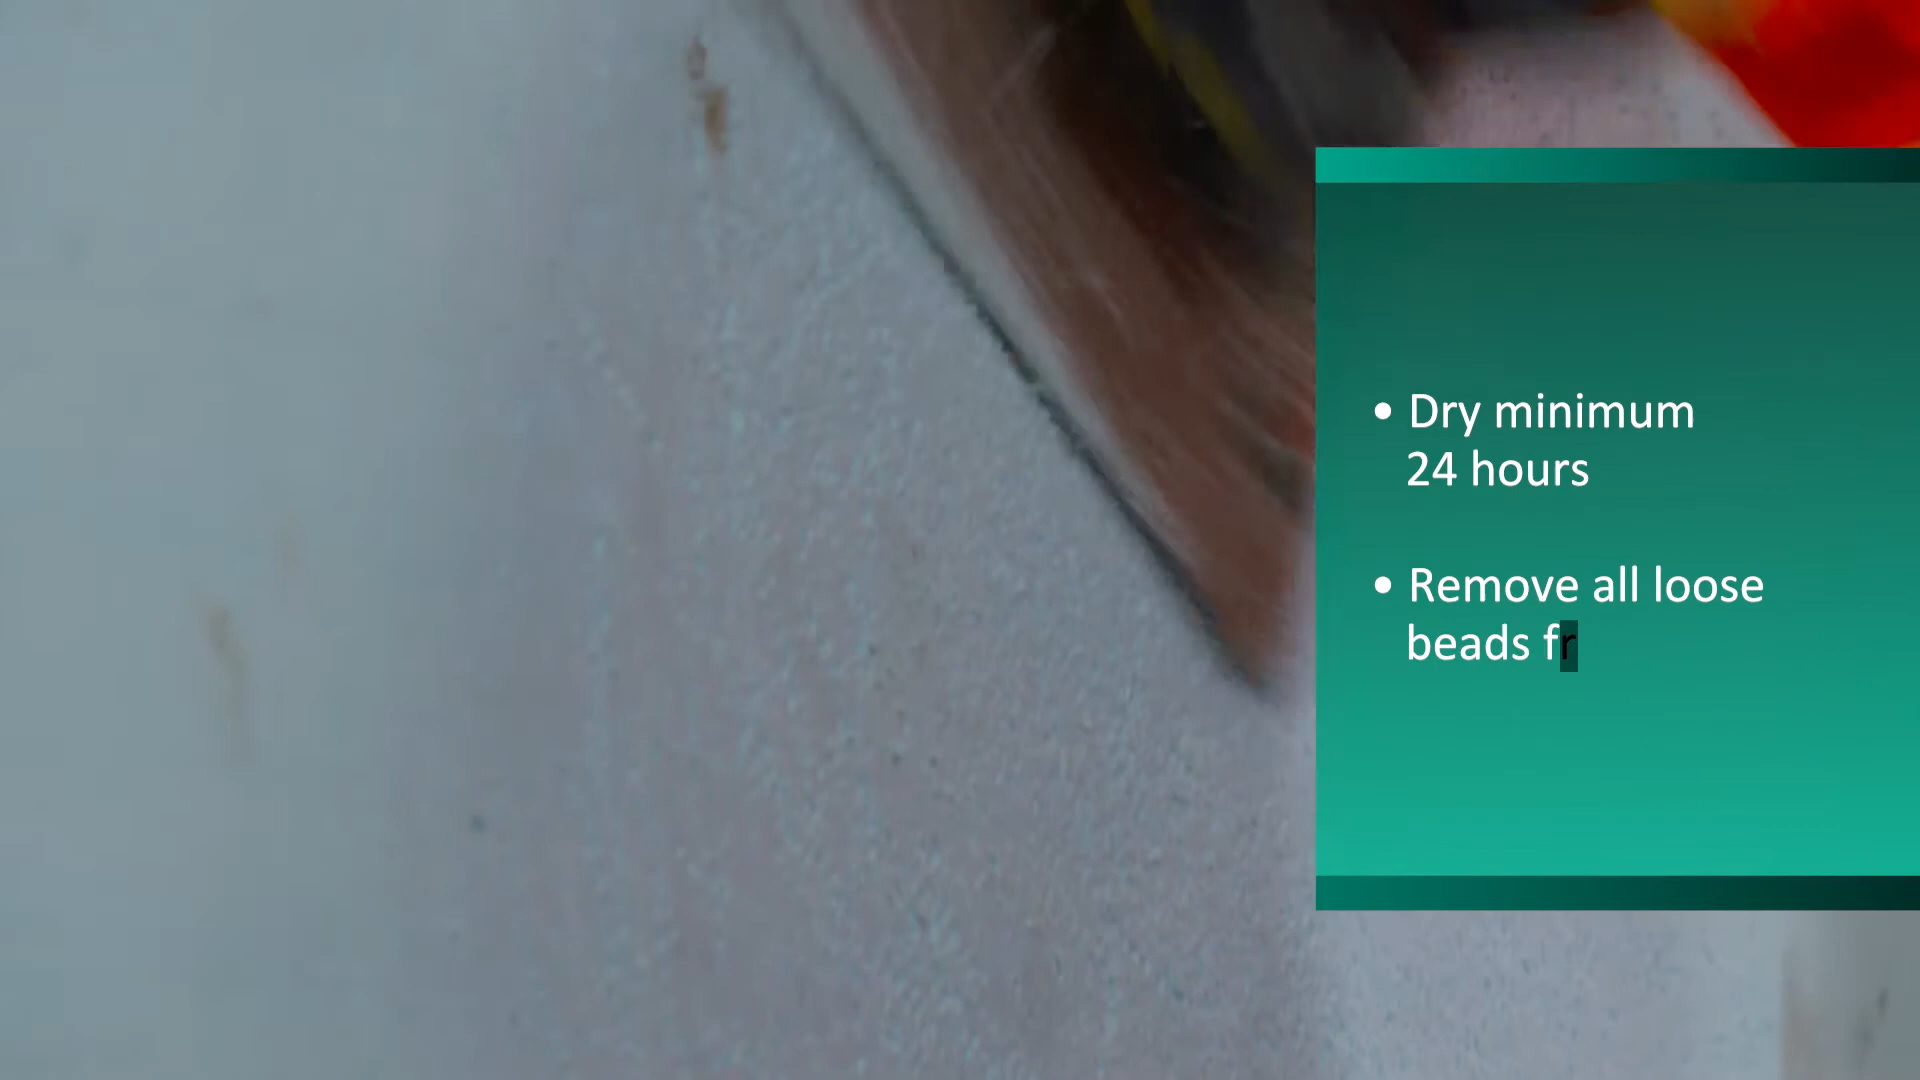 • Dry minimum
24 hours
• Remove all loose
beads fr